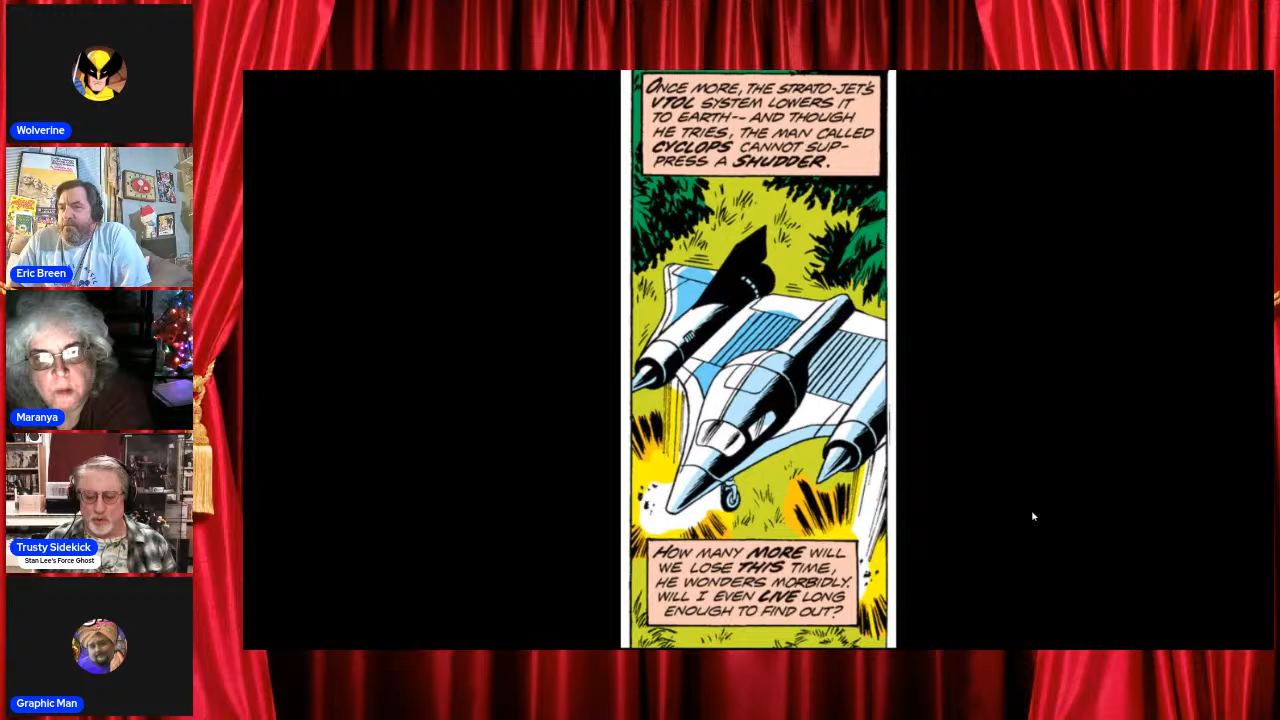 Wolverine
Eric Breen
Maranya
Trusty Sidekick
Stan Lee's Force Ghost
Graphic Man
ONCE MORE, THE STRATO-JET'S
VTOL SYSTEM LOWERS IT
TO EARTH-- AND THOUGH
HE TRIES, THE MAN CALLED
CYCLOPS CANNOT SUP-
PRESS A SHUDDER.
HOW MANY MORE WILL
WE LOSE THIS TIME,
HE WONDERS MORBIDLY.
WILL I EVEN LIVE LONG
ENOUGH TO FIND OUT?